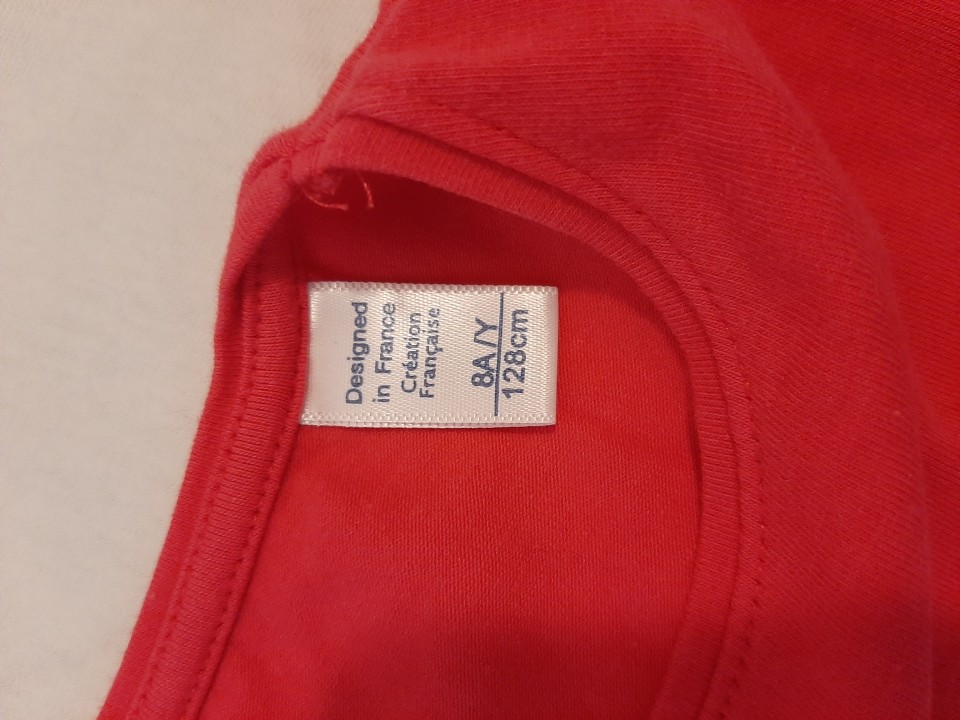 Designed
in France
Création
Française
8A/Y
128cm